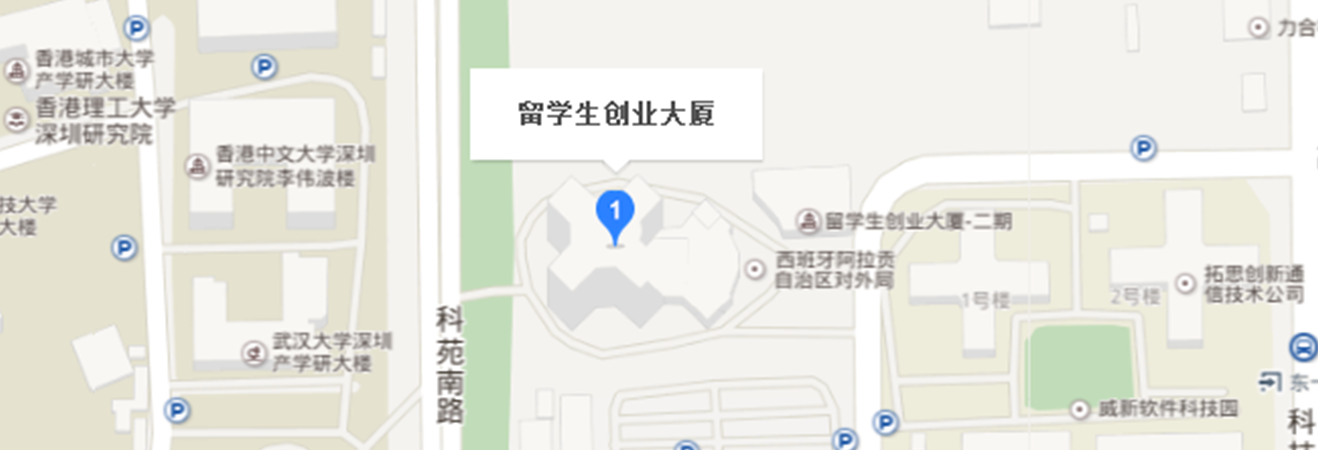 P
香港城市大学
产学研大楼
香港理工大学
深圳研究院
P
香港中文大学深圳
研究院李伟波楼
技大学
大楼
P
武汉大学深圳
产学研大楼
P
科苑南路
留学生创业大厦
1
留学生创业大厦-二期
西班牙阿拉贡
自治区对外局
力合
P
1号楼
2号楼
拓思创新通
信技术公司
东一
威新软件科技园
P
P
P
科技